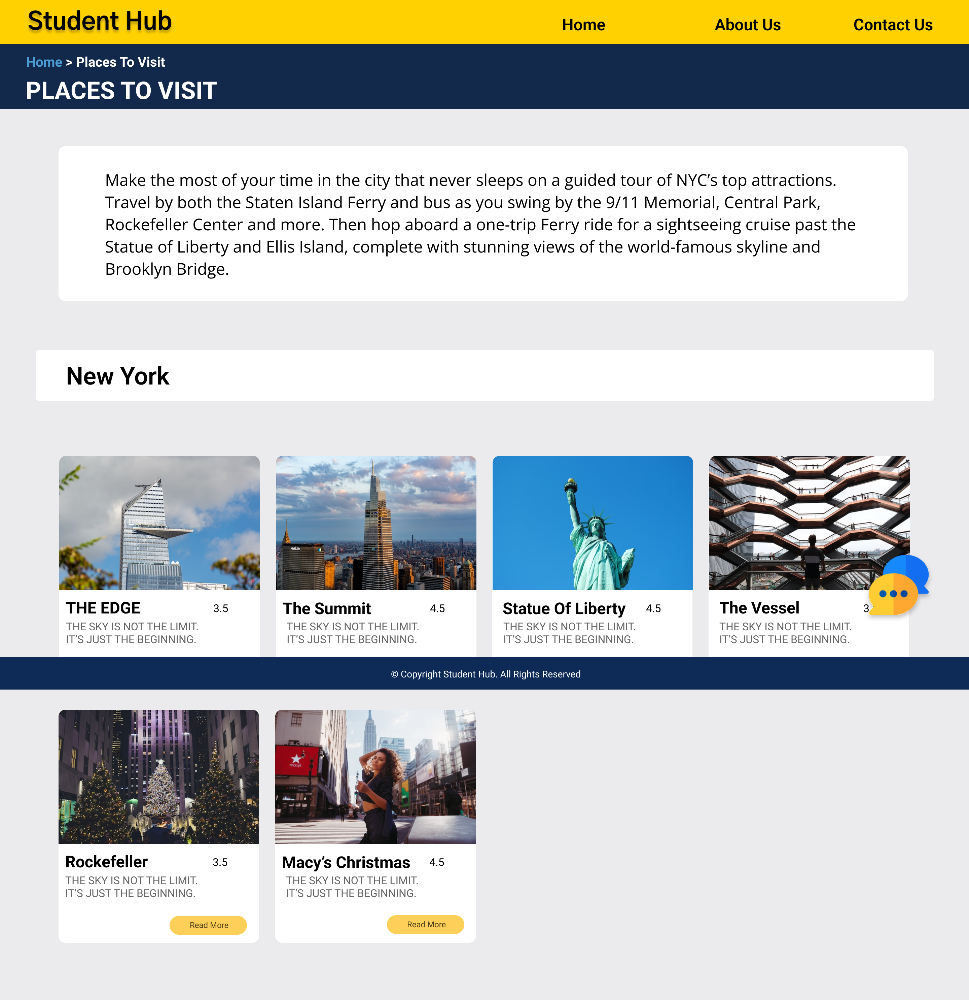 Student Hub
Home
About Us
Contact Us
Home > Places To Visit
PLACES TO VISIT
Make the most of your time in the city that never sleeps on a guided tour of NYC’s top attractions.
Travel by both the Staten Island Ferry and bus as you swing by the 9/11 Memorial, Central Park,
Rockefeller Center and more. Then hop aboard a one-trip Ferry ride for a sightseeing cruise past the
Statue of Liberty and Ellis Island, complete with stunning views of the world-famous skyline and
Brooklyn Bridge.
New York
MetLife
THE EDGE
3.5
THE SKY IS NOT THE LIMIT.
IT’S JUST THE BEGINNING.
The Summit
4.5
THE SKY IS NOT THE LIMIT.
IT’S JUST THE BEGINNING.
Statue Of Liberty
4.5
THE SKY IS NOT THE LIMIT.
IT’S JUST THE BEGINNING.
The Vessel
3
THE SKY IS NOT THE LIMIT.
IT’S JUST THE BEGINNING.
© Copyright Student Hub. All Rights Reserved
macy's
Rockefeller
3.5
THE SKY IS NOT THE LIMIT.
IT’S JUST THE BEGINNING.
Read More
Macy’s Christmas
4.5
THE SKY IS NOT THE LIMIT.
IT’S JUST THE BEGINNING.
Read More